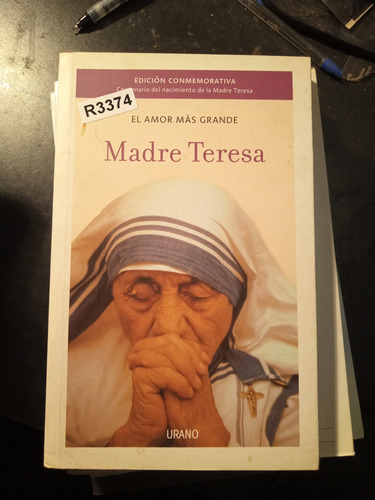 EDICIÓN CONMEMORATIVA
Centenario del nacimiento de la Madre Teresa
R3374
EL AMOR MÁS GRANDE
Madre Teresa
URANO